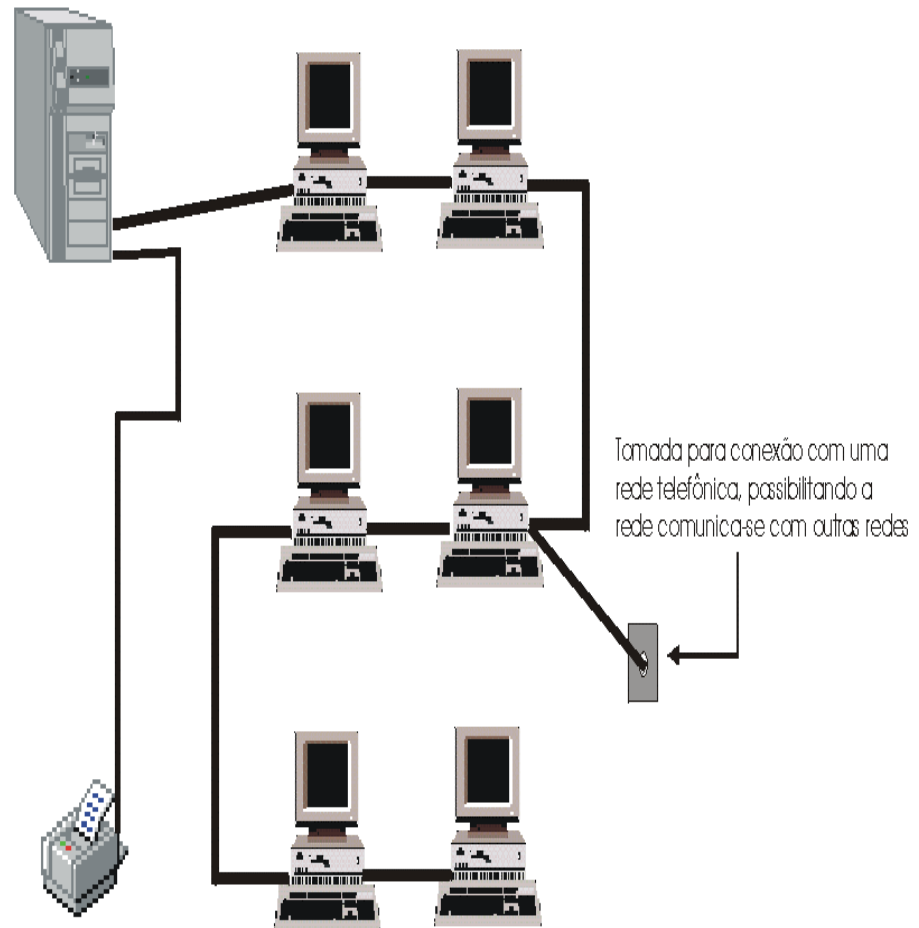 Tomada para conexão com uma
rede telefônica, possibilitando a
rede comunica-se com outras redes